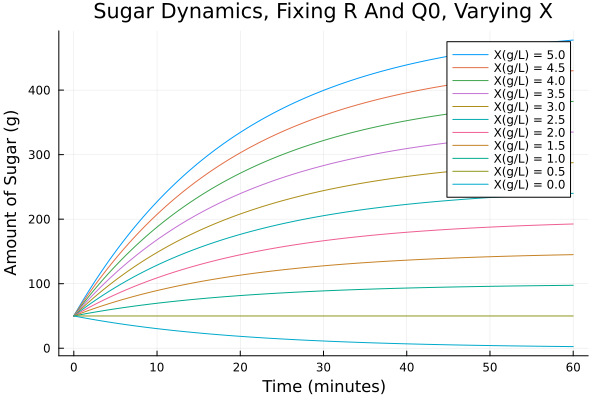 Sugar Dynamics, Fixing R And Q0, Varying X
Amount of Sugar (g)
400
300
200
100
0
X(g/L) = 5.0
X(g/L) = 4.5
X(g/L) = 4.0
X(g/L) = 3.5
X(g/L) = 3.0
X(g/L) = 2.5
X(g/L) = 2.0
X(g/L) = 1.5
X(g/L) = 1.0
X(g/L) = 0.5
X(g/L) = 0.0
0 10 20 30 40 50 60
Time (minutes)